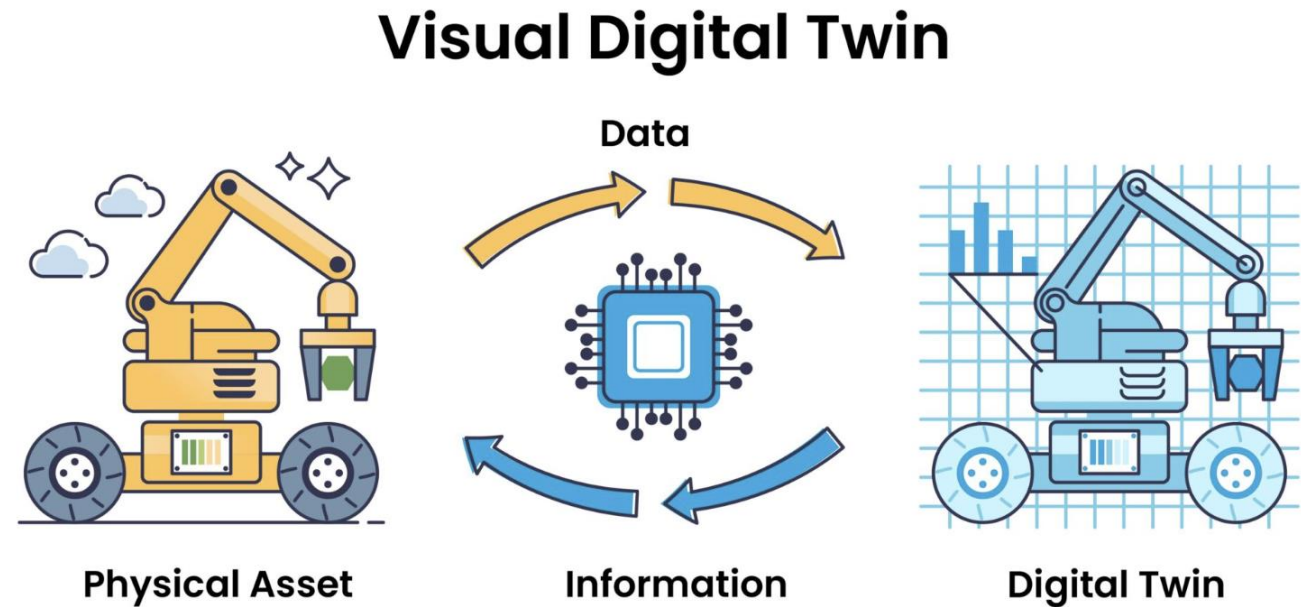 Visual Digital Twin
Data
Physical Asset
Information
Digital Twin